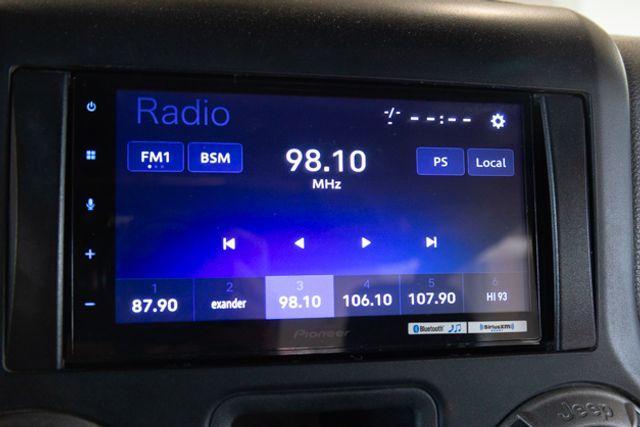 Radio
-/- --:--
FM1 BSM 98.10 PS Local
MHz
1 2 3 4 5 6
87.90 exander 98.10 106.10 107.90 HI 93
Pioneer Bluetooth SiriusXM
Jeep